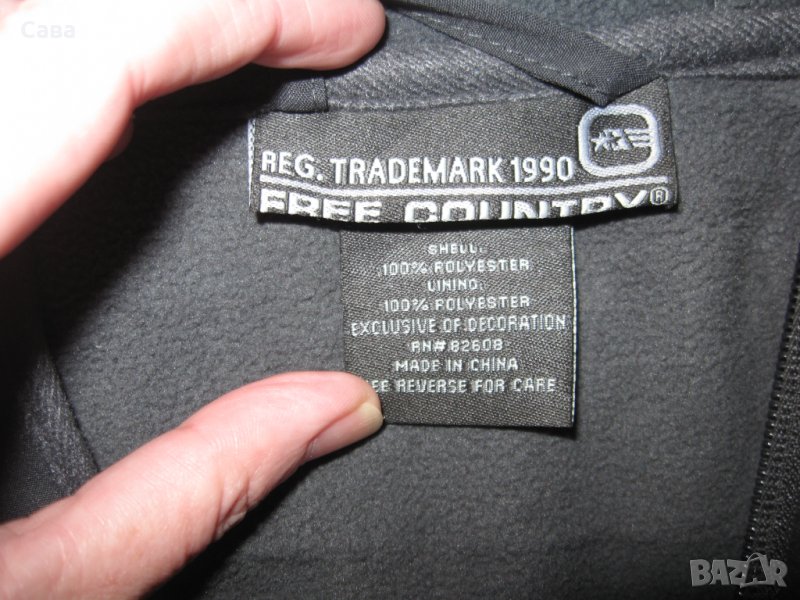 Сава
REG. TRADEMARK 1990
FREE COUNTRY®
SHELL:
100% POLYESTER
LINING:
100% POLYESTER
EXCLUSIVE OF DECORATION
RN# 82608
MADE IN CHINA
SEE REVERSE FOR CARE
BAZAR